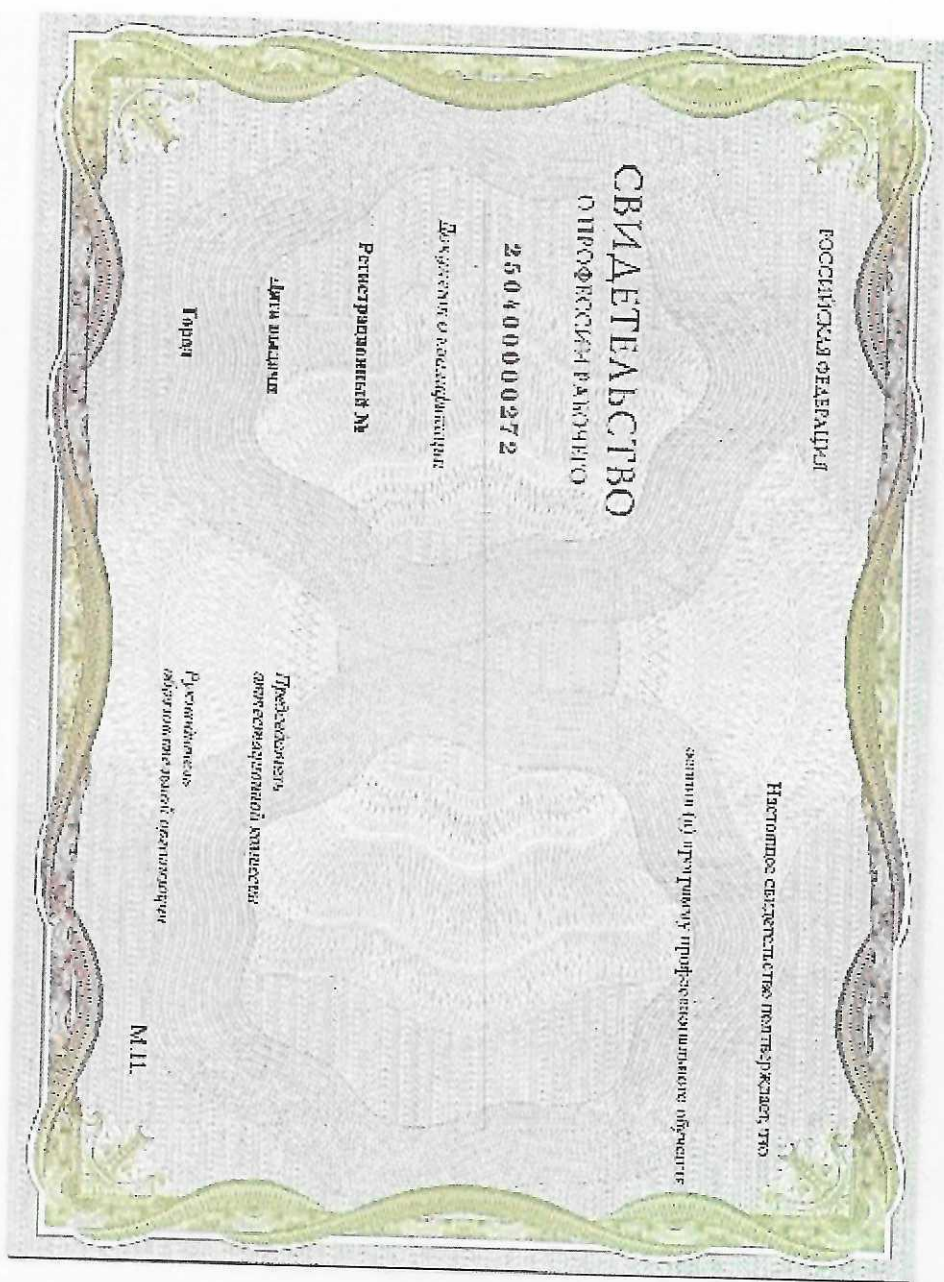 РОССИЙСКАЯ ФЕДЕРАЦИЯ
СВИДЕТЕЛЬСТВО
О ПРОФЕССИИ РАБОЧЕГО
250400000272
Документ о квалификации
Регистрационный №
Дата выдачи
Город
Настоящее свидетельство подтверждает, что
освоил (а) программу профессионального обучения
Председатель
аттестационной комиссии
Руководитель
образовательной организации
М.П.